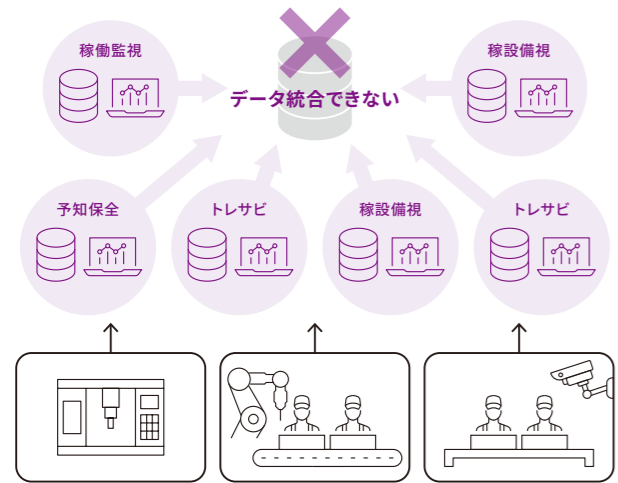 稼働監視
稼設備視
データ統合できない
予知保全
トレサビ
稼設備視
トレサビ